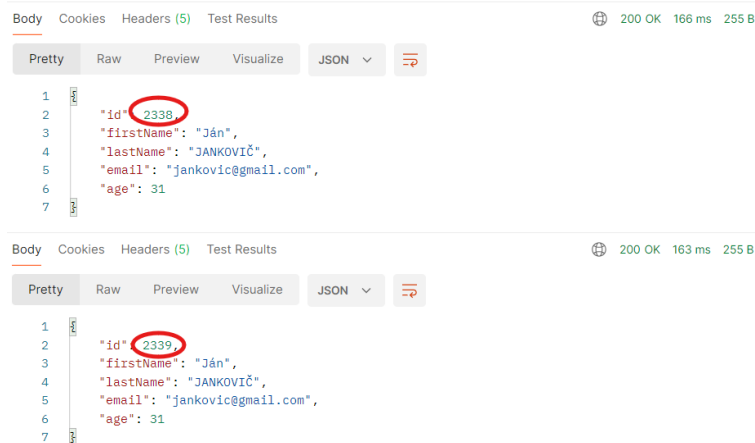 Body Cookies Headers (5) Test Results 200 OK 166 ms 255 B
Pretty Raw Preview Visualize JSON
1 {
2 "id": 2338,
3 "firstName": "Ján",
4 "lastName": "JANKOVIČ",
5 "email": "jankovic@gmail.com",
6 "age": 31
7 }
Body Cookies Headers (5) Test Results 200 OK 163 ms 255 B
Pretty Raw Preview Visualize JSON
1 {
2 "id": 2339,
3 "firstName": "Ján",
4 "lastName": "JANKOVIČ",
5 "email": "jankovic@gmail.com",
6 "age": 31
7 }